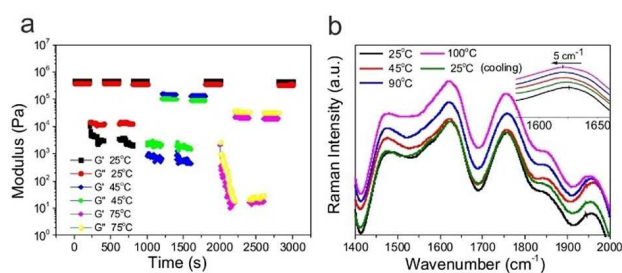 a
b
Modulus (Pa)
10⁷
10⁶
10⁵
10⁴
10³
10²
10¹
10⁰
G' 25°C
G" 25°C
G' 45°C
G" 45°C
G' 75°C
G" 75°C
0 500 1000 1500 2000 2500 3000
Time (s)
Raman Intensity (a.u.)
25°C
45°C
90°C
100°C
25°C (cooling)
5 cm⁻¹
1600 1650
1400 1500 1600 1700 1800 1900 2000
Wavenumber (cm⁻¹)